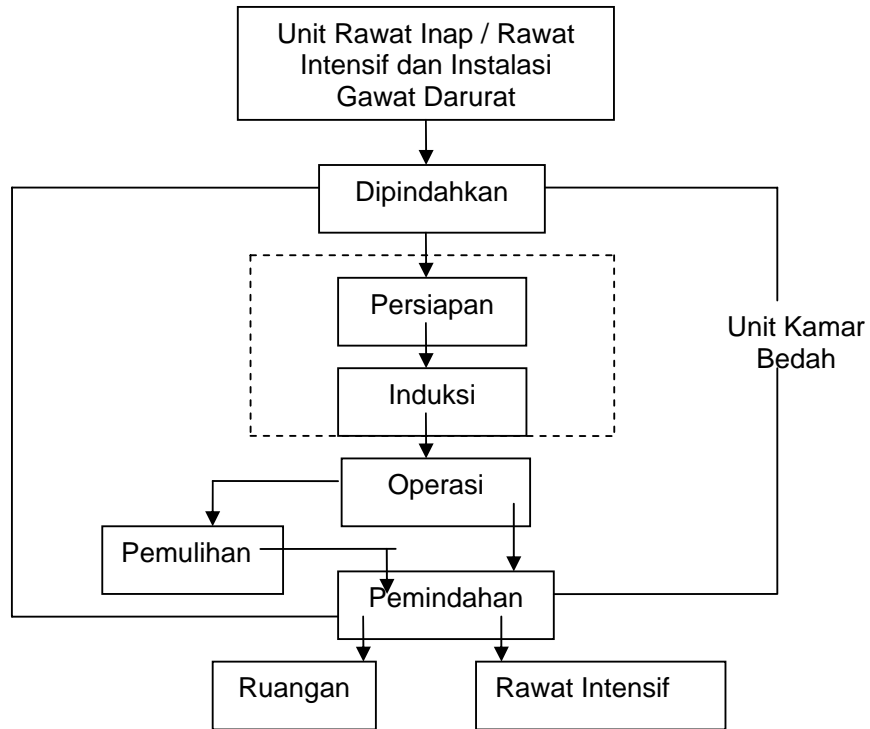 Unit Rawat Inap / Rawat
Intensif dan Instalasi
Gawat Darurat
Dipindahkan
Persiapan
Unit Kamar
Bedah
Induksi
Operasi
Pemulihan
Pemindahan
Ruangan
Rawat Intensif